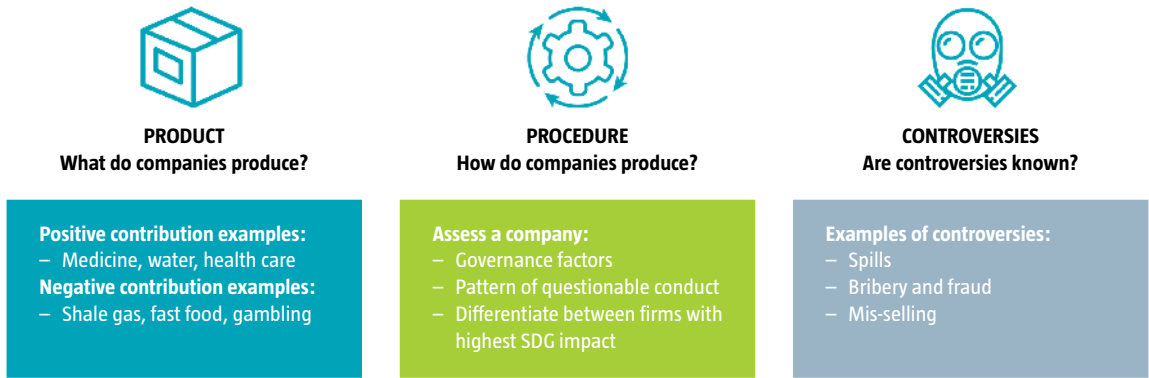 PRODUCT
What do companies produce?
Positive contribution examples:
– Medicine, water, health care
Negative contribution examples:
– Shale gas, fast food, gambling
PROCEDURE
How do companies produce?
Assess a company:
– Governance factors
– Pattern of questionable conduct
– Differentiate between firms with
highest SDG impact
CONTROVERSIES
Are controversies known?
Examples of controversies:
– Spills
– Bribery and fraud
– Mis-selling